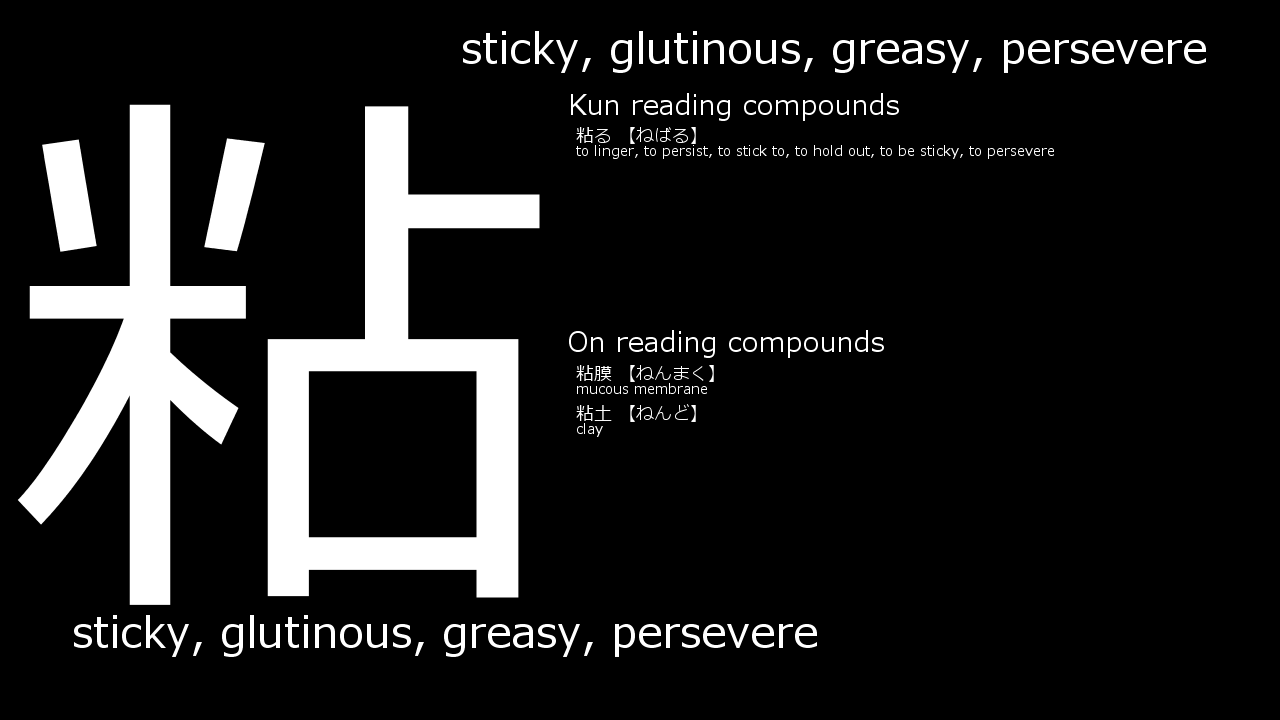 sticky, glutinous, greasy, persevere
粘
Kun reading compounds
粘る 【ねばる】
to linger, to persist, to stick to, to hold out, to be sticky, to persevere
On reading compounds
粘膜 【ねんまく】
mucous membrane
粘土 【ねんど】
clay
sticky, glutinous, greasy, persevere